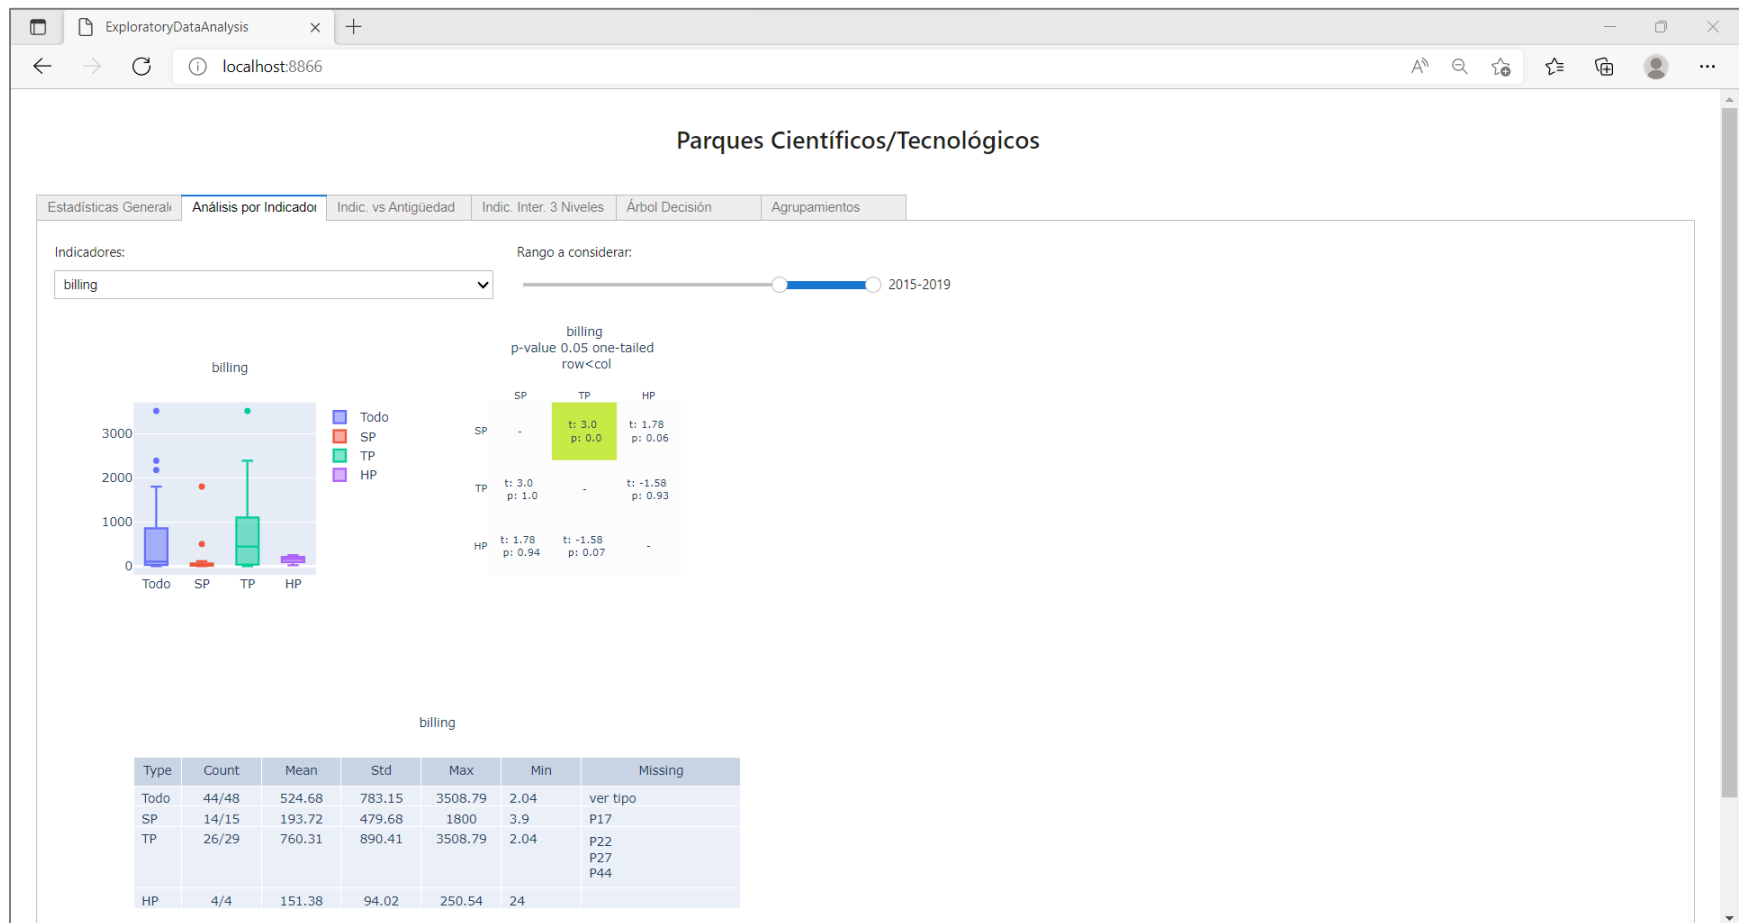 ExploratoryDataAnalysis
localhost:8866
Parques Científicos/Tecnológicos
Estadísticas General Análisis por Indicador Indic. vs Antigüedad Indic. Inter. 3 Niveles Árbol Decisión Agrupamientos
Indicadores: Rango a considerar:
billing 2015-2019
billing
3000
2000
1000
0
Todo SP TP HP
Todo
SP
TP
HP
billing
p-value 0.05 one-tailed
row<col
SP TP HP
SP - t: 3.0 p: 0.0 t: 1.78 p: 0.06
TP t: 3.0 p: 1.0 - t: -1.58 p: 0.93
HP t: 1.78 p: 0.94 t: -1.58 p: 0.07 -
billing
Type Count Mean Std Max Min Missing
Todo 44/48 524.68 783.15 3508.79 2.04 ver tipo
SP 14/15 193.72 479.68 1800 3.9 P17
TP 26/29 760.31 890.41 3508.79 2.04 P22
P27
P44
HP 4/4 151.38 94.02 250.54 24